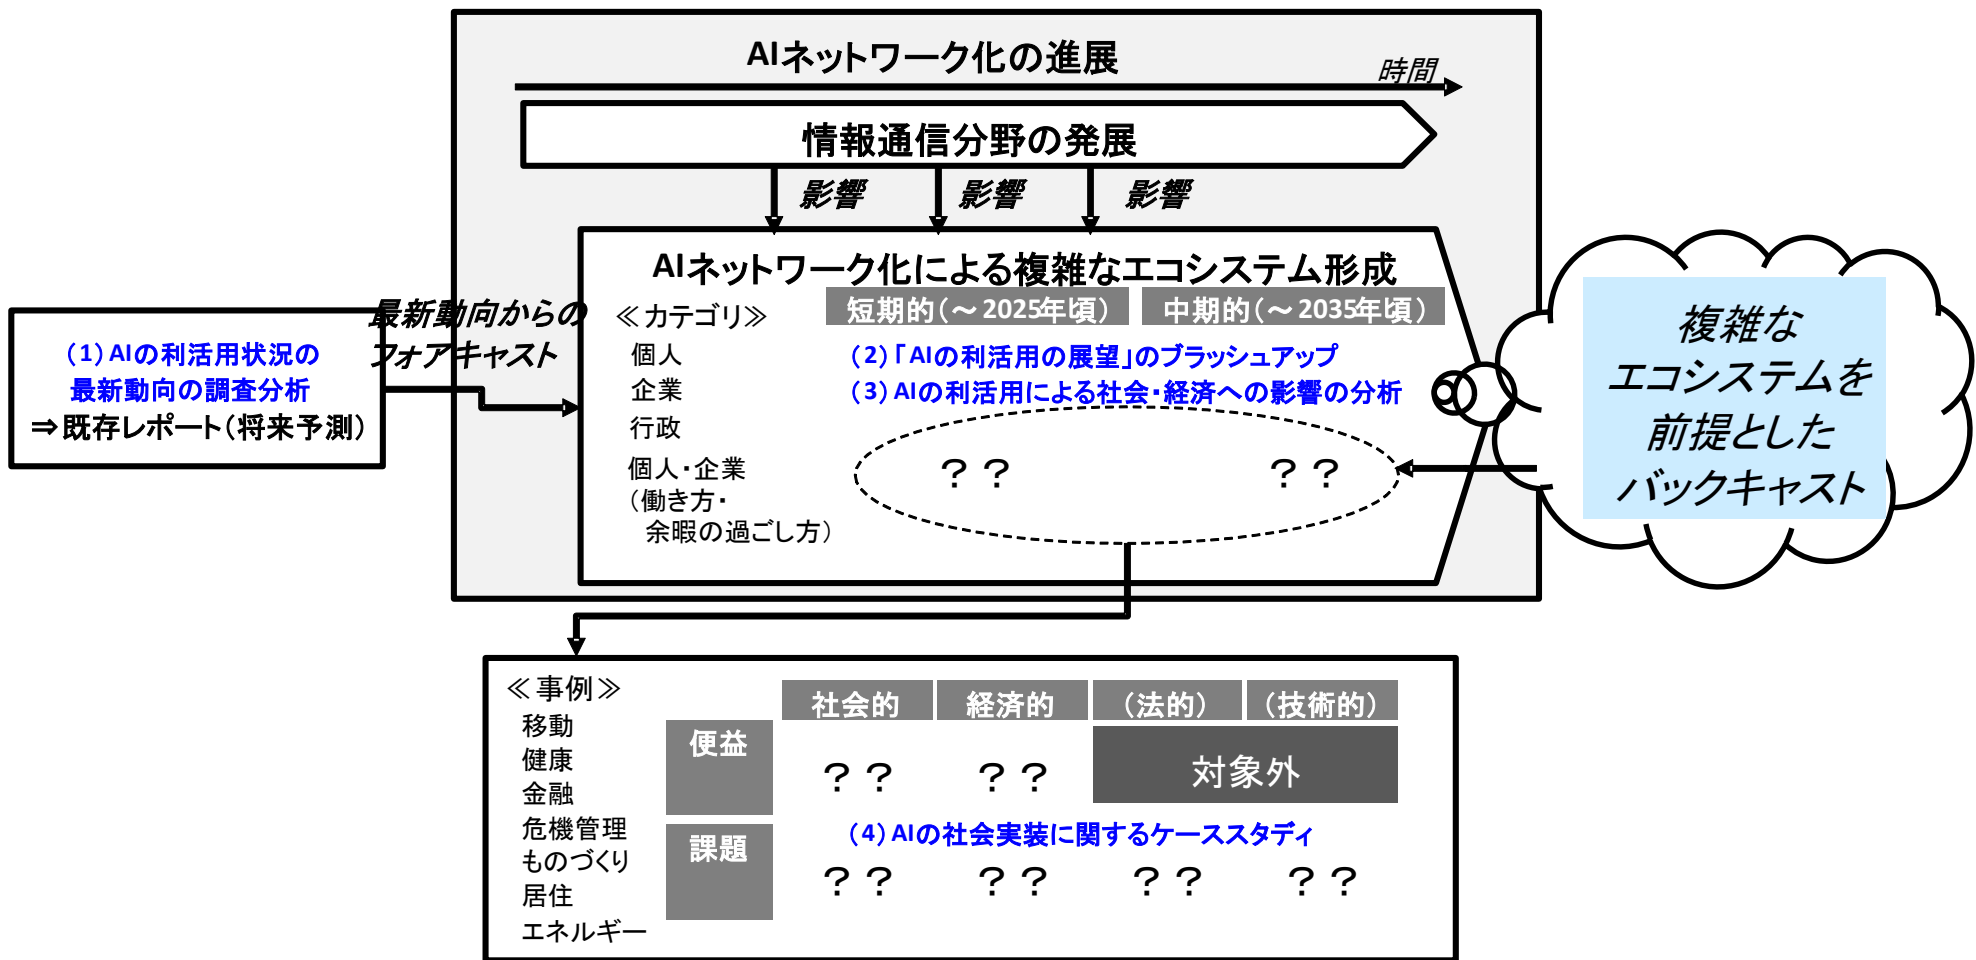 AIネットワーク化の進展
時間
情報通信分野の発展
影響 影響 影響
AIネットワーク化による複雑なエコシステム形成
≪カテゴリ≫ 短期的(～2025年頃) 中期的(～2035年頃)
個人
企業
行政
個人・企業
(働き方・
余暇の過ごし方)
(2)「AIの利活用の展望」のブラッシュアップ
(3)AIの利活用による社会・経済への影響の分析
？？ ？？
最新動向からの
フォアキャスト
(1)AIの利活用状況の
最新動向の調査分析
⇒既存レポート(将来予測)
複雑な
エコシステムを
前提とした
バックキャスト
≪事例≫
移動
健康
金融
危機管理
ものづくり
居住
エネルギー
社会的 経済的 (法的) (技術的)
便益
？？ ？？ 対象外
(4)AIの社会実装に関するケーススタディ
課題
？？ ？？ ？？ ？？